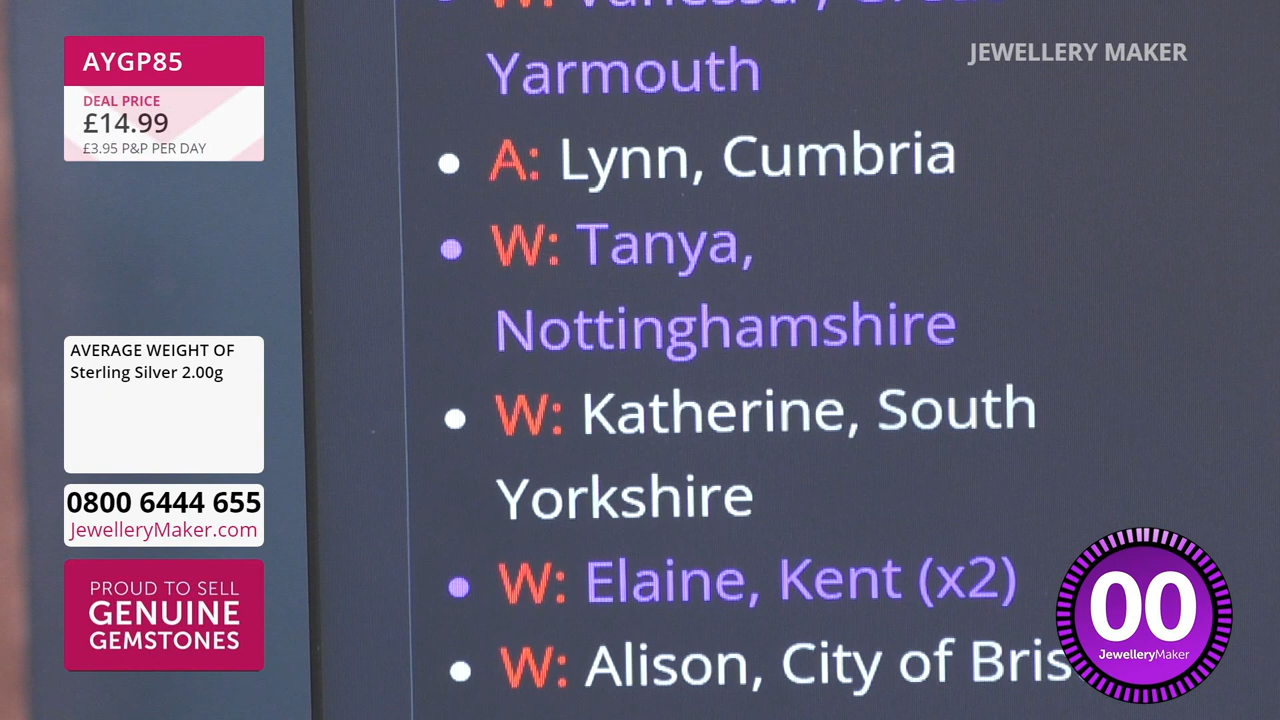 AYGP85
DEAL PRICE
£14.99
£3.95 P&P PER DAY
AVERAGE WEIGHT OF
Sterling Silver 2.00g
0800 6444 655
JewelleryMaker.com
PROUD TO SELL
GENUINE
GEMSTONES
JEWELLERY MAKER
W: Vanessa,
Yarmouth
• A: Lynn, Cumbria
• W: Tanya,
Nottinghamshire
• W: Katherine, South
Yorkshire
• W: Elaine, Kent (x2)
• W: Alison, City of Bris
00
JewelleryMaker